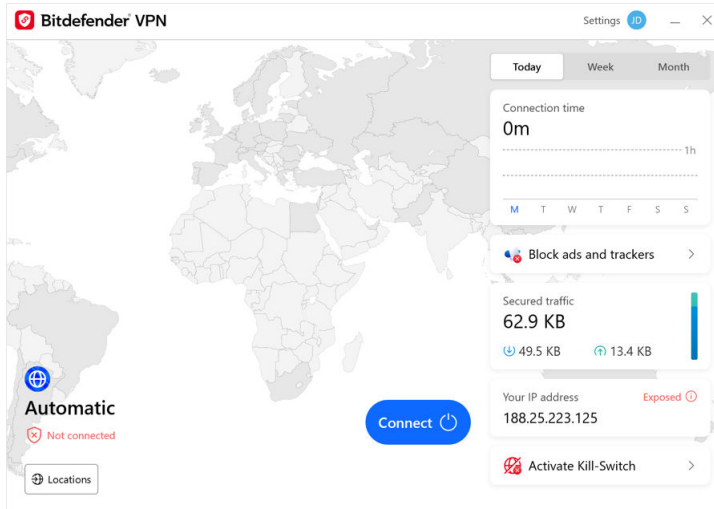 Bitdefender® VPN
Settings JD
Today Week Month
Connection time
0m
1h
M T W T F S S
Block ads and trackers
Secured traffic
62.9 KB
49.5 KB 13.4 KB
Your IP address Exposed
188.25.223.125
Activate Kill-Switch
Automatic
Not connected
Connect
Locations